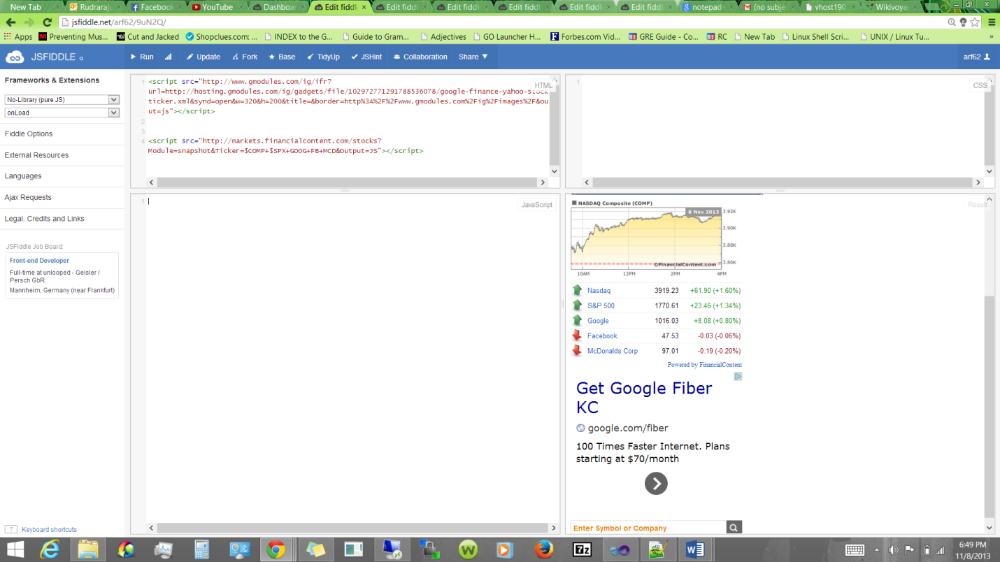 New Tab
Rudraraju
Facebook
YouTube
Dashboa
Edit fiddl
Edit fiddl
Edit fiddl
Edit fiddl
Edit fiddl
Edit fiddl
notepad
(no subje
vhost190
Wikivoya
jsfiddle.net/arf62/9uN2Q/
Apps
Preventing Mus...
Cut and Jacked
Shopclues.com: ...
INDEX to the G...
Guide to Gram...
Adjectives
GO Launcher H...
Forbes.com Vid...
GRE Guide - Co...
RC
New Tab
Linux Shell Scri...
UNIX / Linux Tu...
»
JSFIDDLE α
Run
Update
Fork
Base
TidyUp
JSHint
Collaboration
Share
arf62
Frameworks & Extensions
No-Library (pure JS)
onLoad
Fiddle Options
External Resources
Languages
Ajax Requests
Legal, Credits and Links
JSFiddle Job Board:
Front-end Developer
Full-time at unlooped - Geisler /
Persch GbR
Mannheim, Germany (near Frankfurt)
? Keyboard shortcuts
HTML
1 <script src="http://www.gmodules.com/ig/ifr?
url=http://hosting.gmodules.com/ig/gadgets/file/102972771291788536078/google-finance-yahoo-stock
ticker.xml&synd=open&w=320&h=200&title=&border=http%3A%2F%2Fwww.gmodules.com%2Fig%2Fimages%2F&ou
ut=js"></script>
2
3
4 <script src="http://markets.financialcontent.com/stocks?
Module=snapshot&Ticker=$COMP+$SPX+GOOG+FB+MCD&Output=JS"></script>
CSS
1
JavaScript
1
Result
NASDAQ Composite (COMP)
8 Nov 2013
3.92K
3.90K
3.88K
3.86K
©FinancialContent.com
10AM 12PM 2PM 4PM
Nasdaq 3919.23 +61.90 (+1.60%)
S&P 500 1770.61 +23.46 (+1.34%)
Google 1016.03 +8.08 (+0.80%)
Facebook 47.53 -0.03 (-0.06%)
McDonalds Corp 97.01 -0.19 (-0.20%)
Powered by FinancialContent
Get Google Fiber
KC
google.com/fiber
100 Times Faster Internet. Plans
starting at $70/month
Enter Symbol or Company
6:49 PM
11/8/2013